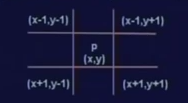 (x-1,y-1) (x-1,y+1)
p
(x,y)
(x+1,y-1) (x+1,y+1)